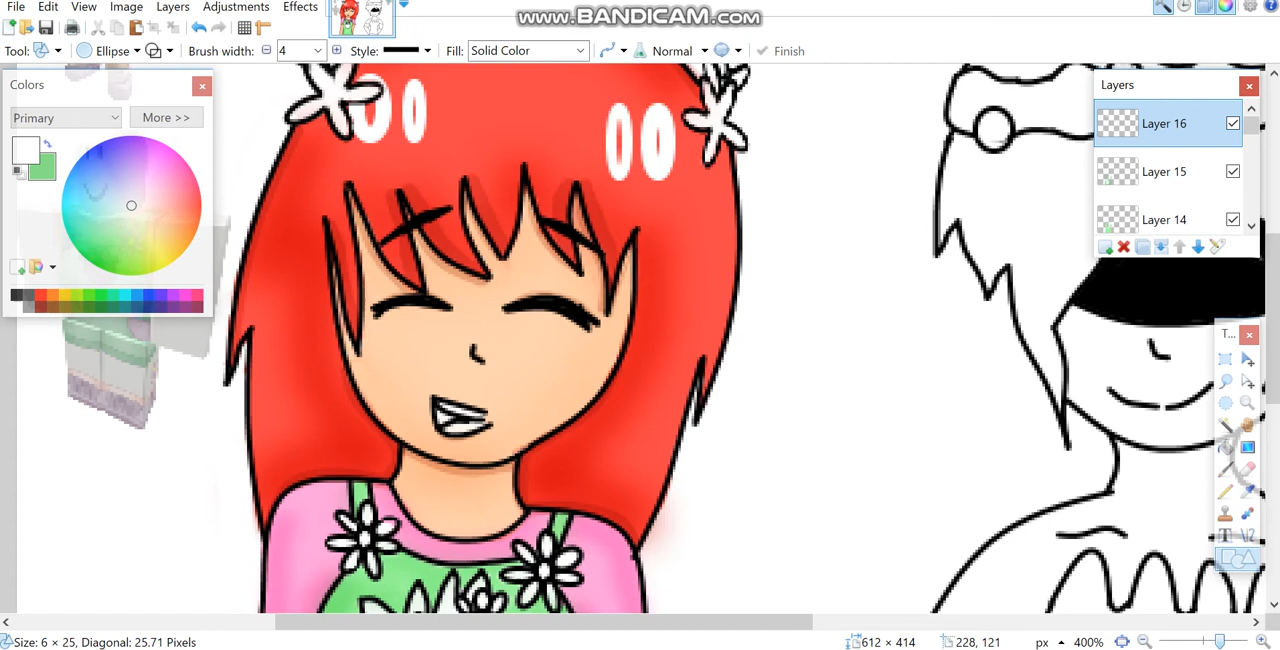 www.BANDICAM.com
File Edit View Image Layers Adjustments Effects
Tool: Ellipse Brush width: 4 Style: Fill: Solid Color Normal Finish
Colors
Primary More >>
Layers
Layer 16
Layer 15
Layer 14
T...
Size: 6 × 25, Diagonal: 25.71 Pixels 612 × 414 228, 121 px 400%